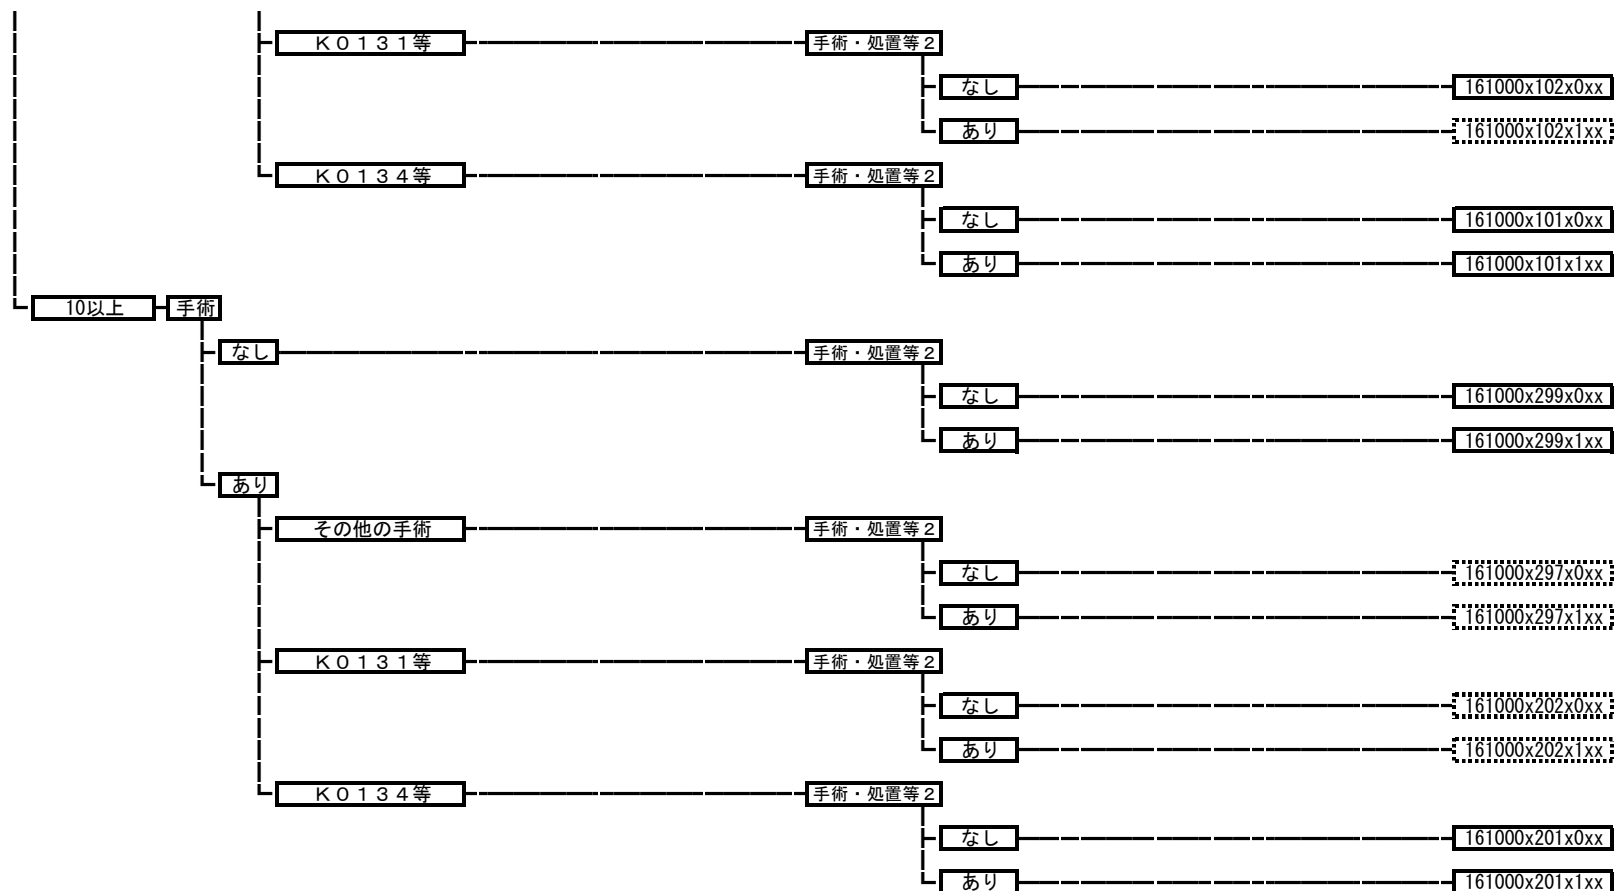 Ｋ０１３１等 手術・処置等２
なし 161000x102x0xx
あり 161000x102x1xx
Ｋ０１３４等 手術・処置等２
なし 161000x101x0xx
あり 161000x101x1xx
10以上 手術
なし 手術・処置等２
なし 161000x299x0xx
あり 161000x299x1xx
あり
その他の手術 手術・処置等２
なし 161000x297x0xx
あり 161000x297x1xx
Ｋ０１３１等 手術・処置等２
なし 161000x202x0xx
あり 161000x202x1xx
Ｋ０１３４等 手術・処置等２
なし 161000x201x0xx
あり 161000x201x1xx